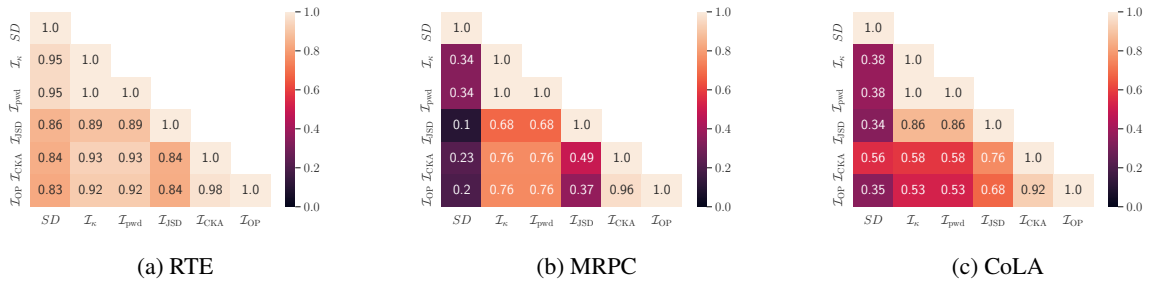 SD 1.0
I_κ 0.95 1.0
I_pwd 0.95 1.0 1.0
I_JSD 0.86 0.89 0.89 1.0
I_CKA 0.84 0.93 0.93 0.84 1.0
I_OP 0.83 0.92 0.92 0.84 0.98 1.0
SD I_κ I_pwd I_JSD I_CKA I_OP
1.0
0.8
0.6
0.4
0.2
0.0
(a) RTE
SD 1.0
I_κ 0.34 1.0
I_pwd 0.34 1.0 1.0
I_JSD 0.1 0.68 0.68 1.0
I_CKA 0.23 0.76 0.76 0.49 1.0
I_OP 0.2 0.76 0.76 0.37 0.96 1.0
SD I_κ I_pwd I_JSD I_CKA I_OP
1.0
0.8
0.6
0.4
0.2
0.0
(b) MRPC
SD 1.0
I_κ 0.38 1.0
I_pwd 0.38 1.0 1.0
I_JSD 0.34 0.86 0.86 1.0
I_CKA 0.56 0.58 0.58 0.76 1.0
I_OP 0.35 0.53 0.53 0.68 0.92 1.0
SD I_κ I_pwd I_JSD I_CKA I_OP
1.0
0.8
0.6
0.4
0.2
0.0
(c) CoLA